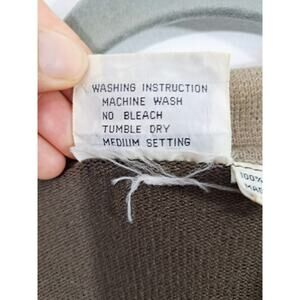 WASHING INSTRUCTION
MACHINE WASH
NO BLEACH
TUMBLE DRY
MEDIUM SETTING
100%